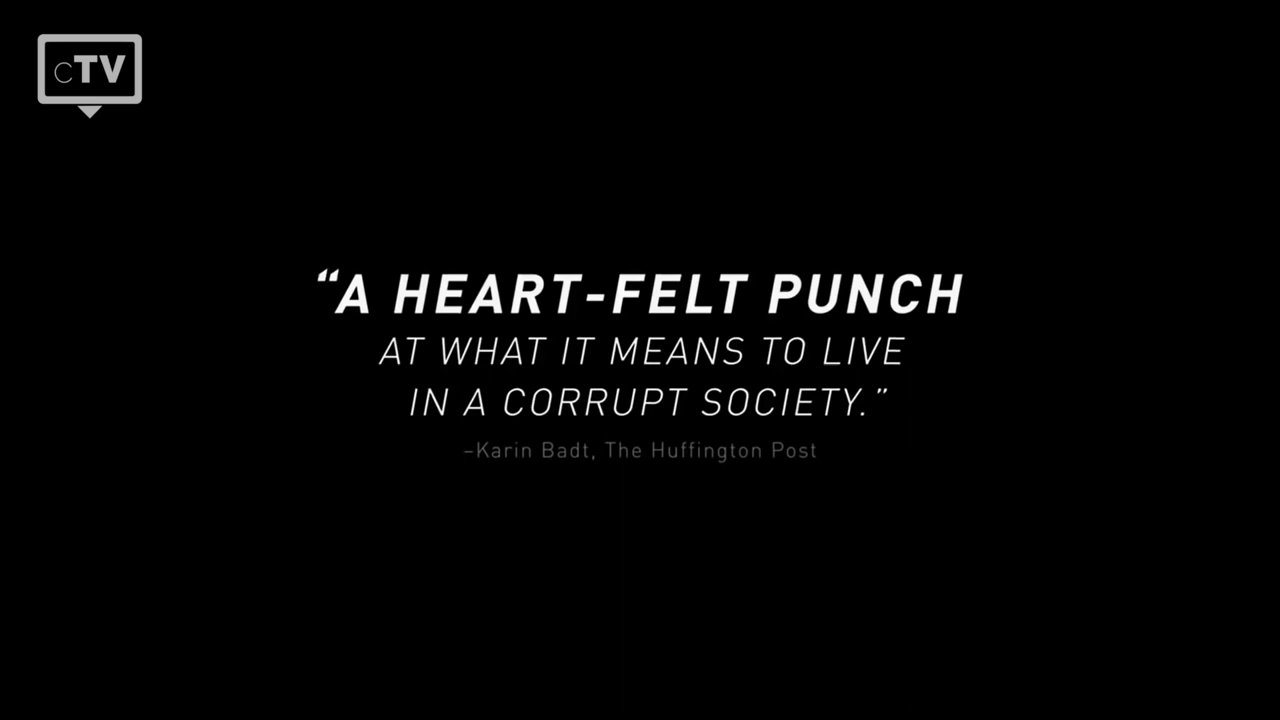 cTV
“A HEART-FELT PUNCH
AT WHAT IT MEANS TO LIVE
IN A CORRUPT SOCIETY.”
–Karin Badt, The Huffington Post